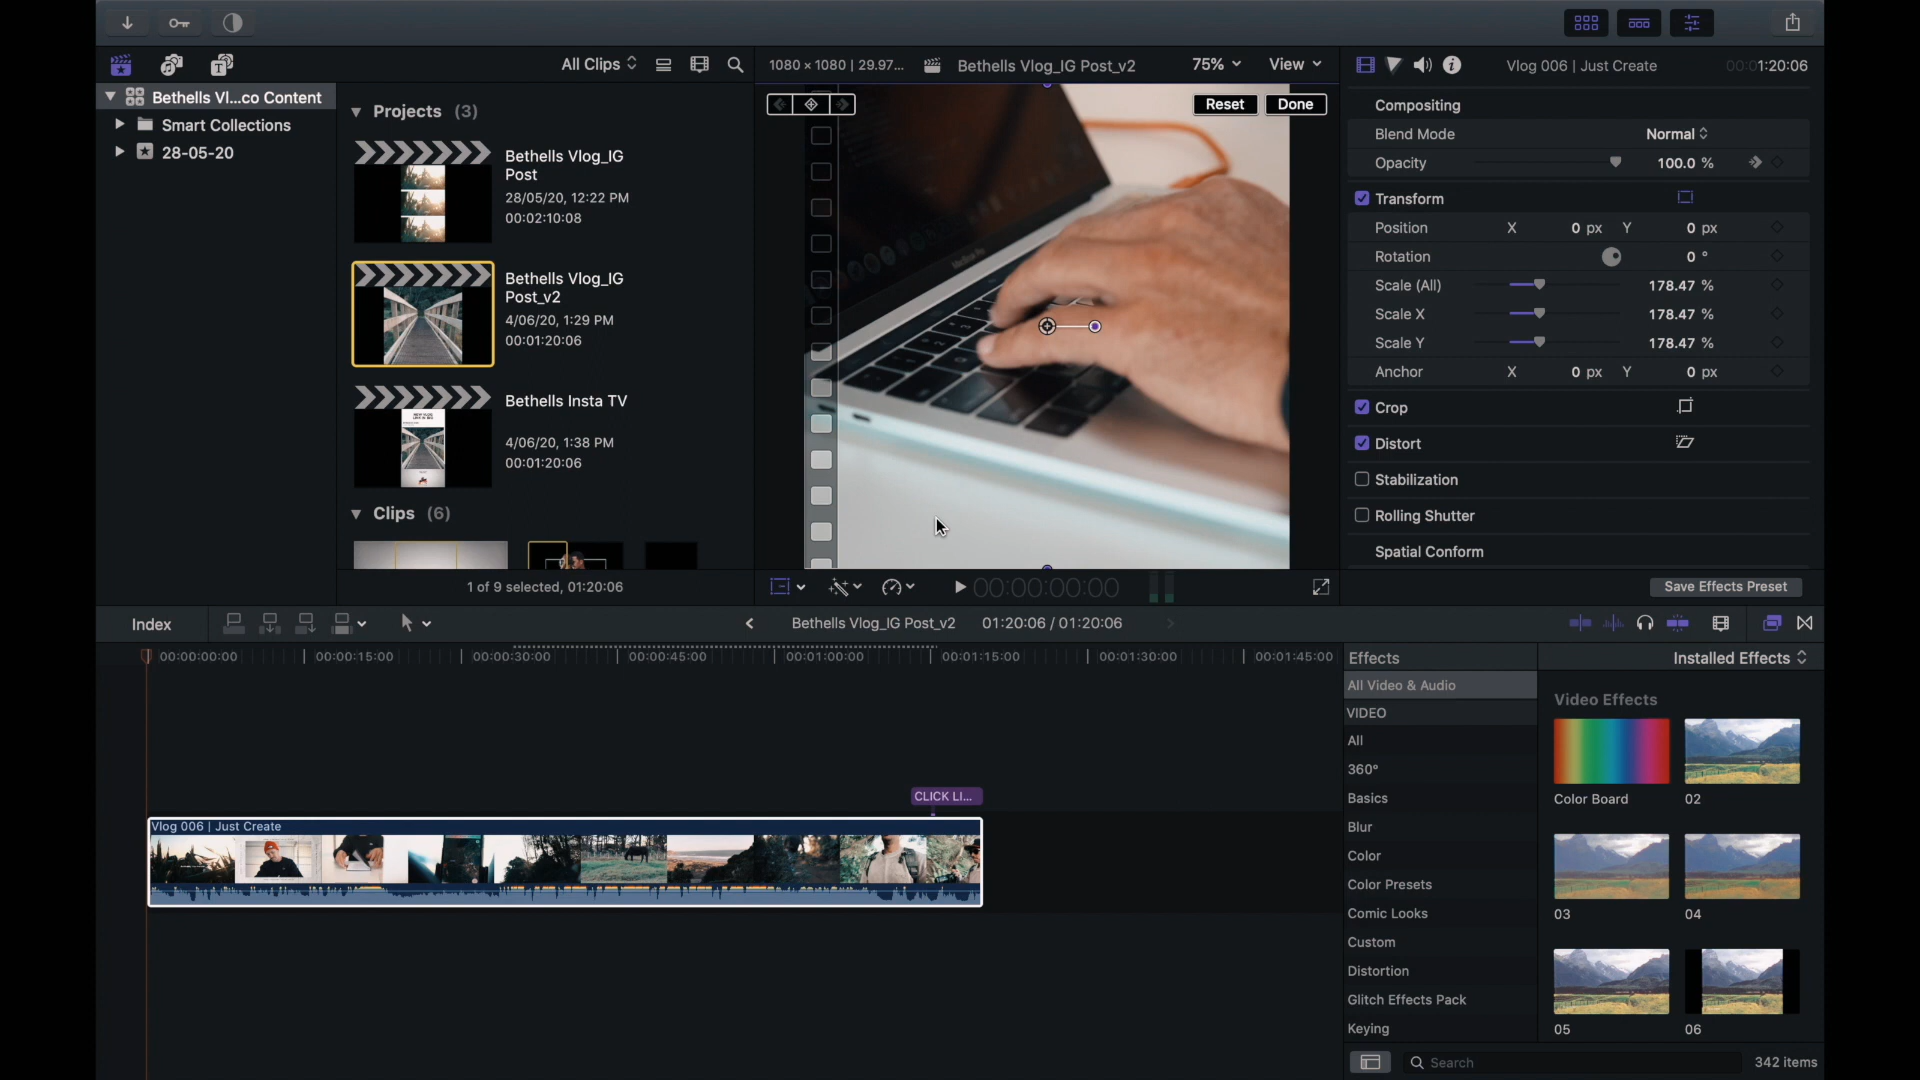 All Clips
1080 × 1080 | 29.97...
Bethells Vlog_IG Post_v2
75%
View
Vlog 006 | Just Create
00:01:20:06
Bethells Vl...co Content
Smart Collections
28-05-20
Projects (3)
Bethells Vlog_IG
Post
28/05/20, 12:22 PM
00:02:10:08
Bethells Vlog_IG
Post_v2
4/06/20, 1:29 PM
00:01:20:06
Bethells Insta TV
4/06/20, 1:38 PM
00:01:20:06
Clips (6)
1 of 9 selected, 01:20:06
Reset
Done
MacBook Pro
00:00:00:00
Compositing
Blend Mode
Normal
Opacity
100.0 %
Transform
Position X 0 px Y 0 px
Rotation 0 °
Scale (All) 178.47 %
Scale X 178.47 %
Scale Y 178.47 %
Anchor X 0 px Y 0 px
Crop
Distort
Stabilization
Rolling Shutter
Spatial Conform
Save Effects Preset
Index
Bethells Vlog_IG Post_v2
01:20:06 / 01:20:06
00:00:00:00
00:00:15:00
00:00:30:00
00:00:45:00
00:01:00:00
00:01:15:00
00:01:30:00
00:01:45:00
CLICK LI...
Vlog 006 | Just Create
Effects
Installed Effects
All Video & Audio
VIDEO
All
360°
Basics
Blur
Color
Color Presets
Comic Looks
Custom
Distortion
Glitch Effects Pack
Keying
Video Effects
Color Board
02
03
04
05
06
Search
342 items